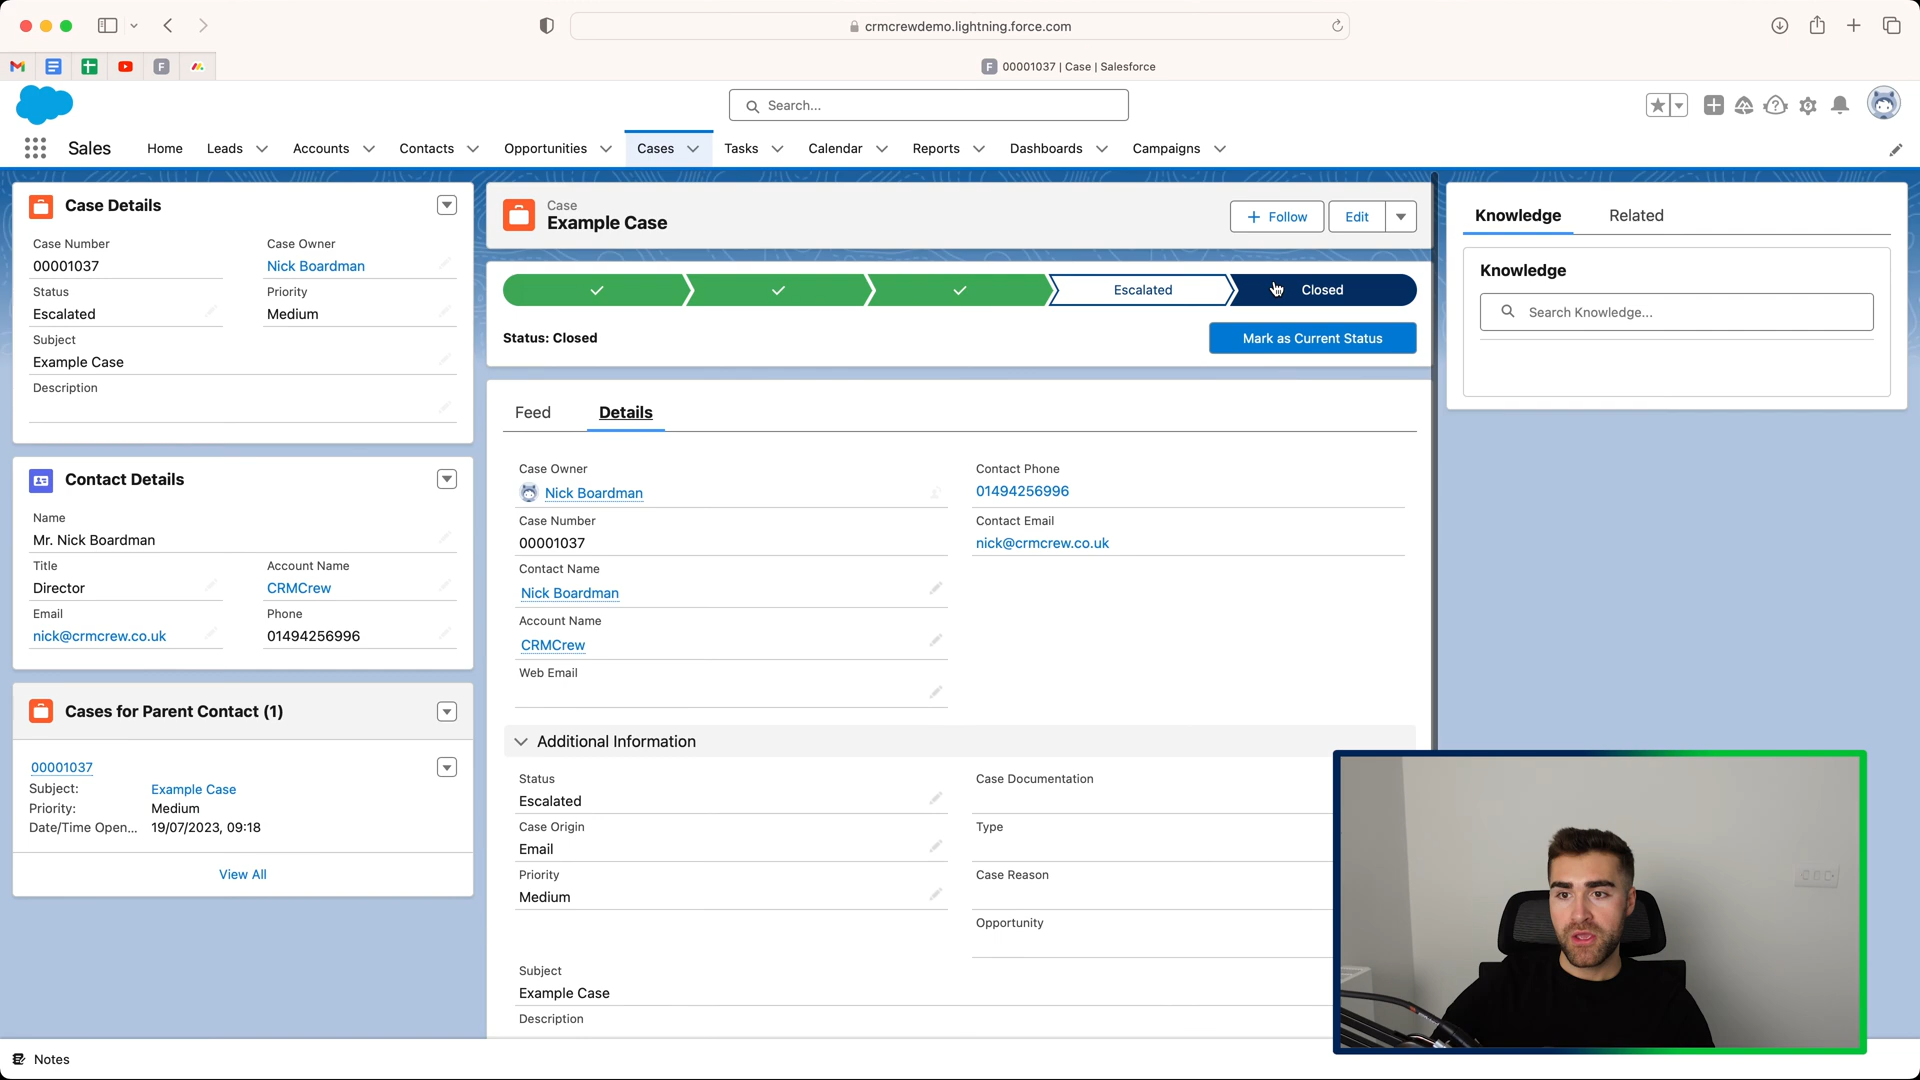 crmcrewdemo.lightning.force.com
00001037 | Case | Salesforce
Search...
Sales
Home
Leads
Accounts
Contacts
Opportunities
Cases
Tasks
Calendar
Reports
Dashboards
Campaigns
Case Details
Case Number
00001037
Case Owner
Nick Boardman
Status
Escalated
Priority
Medium
Subject
Example Case
Description
Contact Details
Name
Mr. Nick Boardman
Title
Director
Account Name
CRMCrew
Email
nick@crmcrew.co.uk
Phone
01494256996
Cases for Parent Contact (1)
00001037
Subject: Example Case
Priority: Medium
Date/Time Open... 19/07/2023, 09:18
View All
Case
Example Case
Follow
Edit
Escalated
Closed
Status: Closed
Mark as Current Status
Feed
Details
Case Owner
Nick Boardman
Case Number
00001037
Contact Name
Nick Boardman
Account Name
CRMCrew
Web Email
Contact Phone
01494256996
Contact Email
nick@crmcrew.co.uk
Additional Information
Status
Escalated
Case Origin
Email
Priority
Medium
Case Documentation
Type
Case Reason
Opportunity
Subject
Example Case
Description
Knowledge
Related
Knowledge
Search Knowledge...
Notes